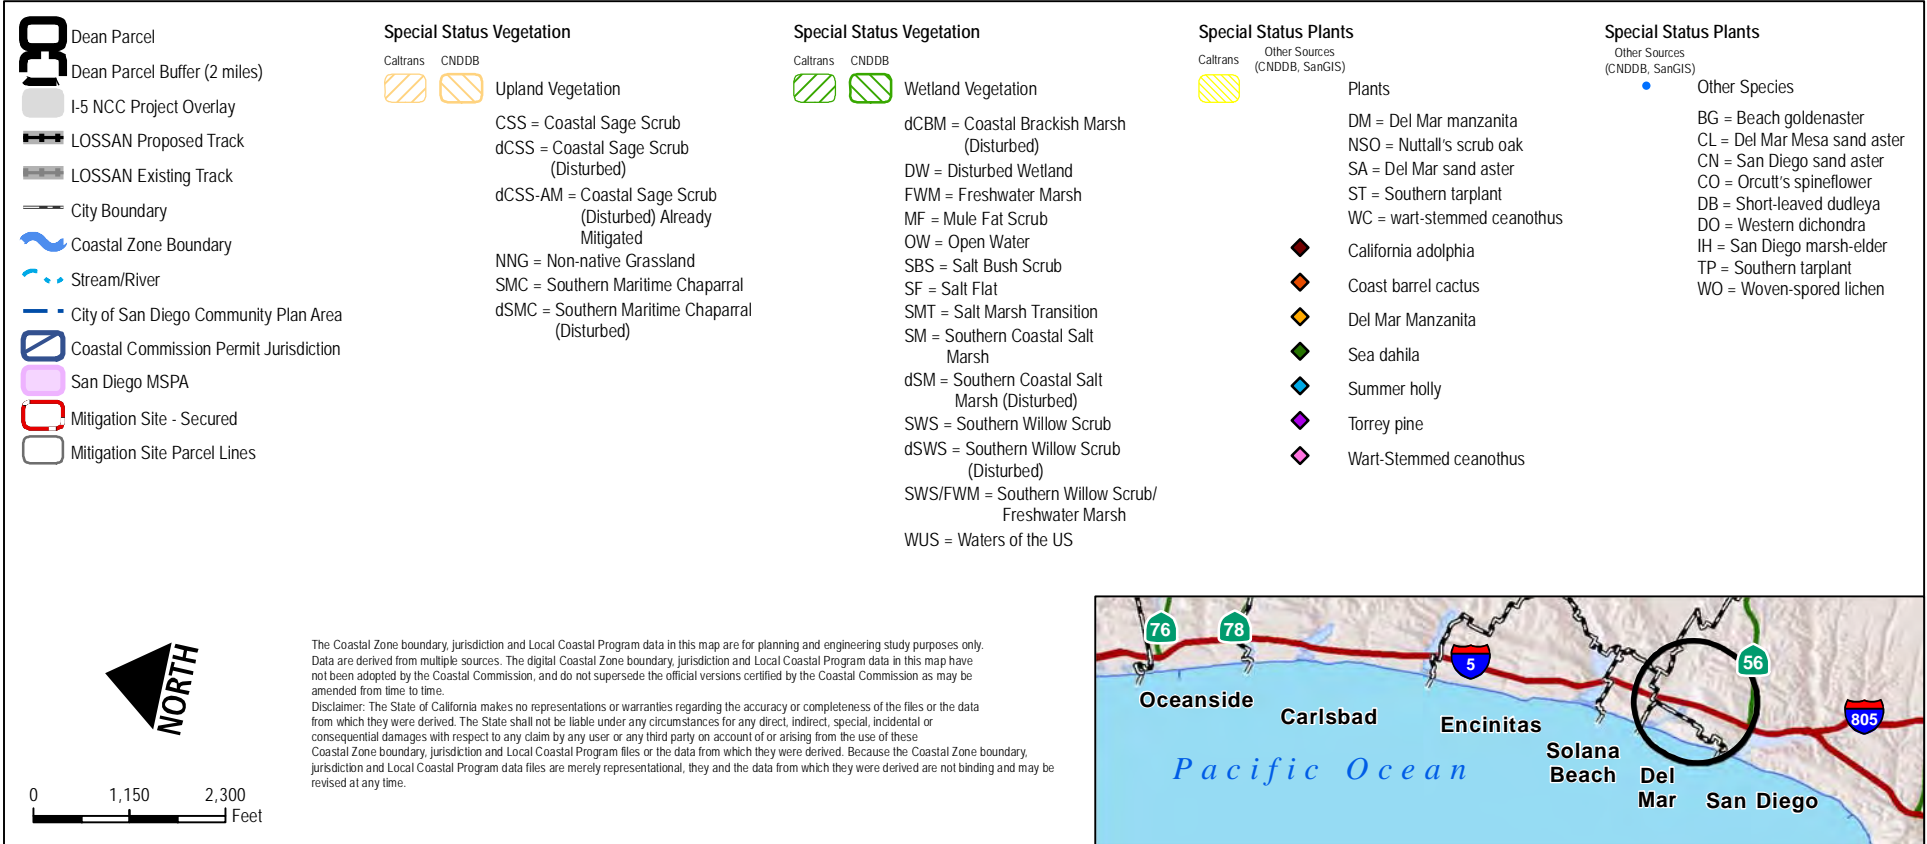 Dean Parcel
Dean Parcel Buffer (2 miles)
I-5 NCC Project Overlay
LOSSAN Proposed Track
LOSSAN Existing Track
City Boundary
Coastal Zone Boundary
Stream/River
City of San Diego Community Plan Area
Coastal Commission Permit Jurisdiction
San Diego MSPA
Mitigation Site - Secured
Mitigation Site Parcel Lines
Special Status Vegetation
Caltrans CNDDB
Upland Vegetation
CSS = Coastal Sage Scrub
dCSS = Coastal Sage Scrub
(Disturbed)
dCSS-AM = Coastal Sage Scrub
(Disturbed) Already
Mitigated
NNG = Non-native Grassland
SMC = Southern Maritime Chaparral
dSMC = Southern Maritime Chaparral
(Disturbed)
Special Status Vegetation
Caltrans CNDDB
Wetland Vegetation
dCBM = Coastal Brackish Marsh
(Disturbed)
DW = Disturbed Wetland
FWM = Freshwater Marsh
MF = Mule Fat Scrub
OW = Open Water
SBS = Salt Bush Scrub
SF = Salt Flat
SMT = Salt Marsh Transition
SM = Southern Coastal Salt
Marsh
dSM = Southern Coastal Salt
Marsh (Disturbed)
SWS = Southern Willow Scrub
dSWS = Southern Willow Scrub
(Disturbed)
SWS/FWM = Southern Willow Scrub/
Freshwater Marsh
WUS = Waters of the US
Special Status Plants
Other Sources
Caltrans (CNDDB, SanGIS)
Plants
DM = Del Mar manzanita
NSO = Nuttall's scrub oak
SA = Del Mar sand aster
ST = Southern tarplant
WC = wart-stemmed ceanothus
California adolphia
Coast barrel cactus
Del Mar Manzanita
Sea dahila
Summer holly
Torrey pine
Wart-Stemmed ceanothus
Special Status Plants
Other Sources
(CNDDB, SanGIS)
Other Species
BG = Beach goldenaster
CL = Del Mar Mesa sand aster
CN = San Diego sand aster
CO = Orcutt's spineflower
DB = Short-leaved dudleya
DO = Western dichondra
IH = San Diego marsh-elder
TP = Southern tarplant
WO = Woven-spored lichen
NORTH
0 1,150 2,300
Feet
The Coastal Zone boundary, jurisdiction and Local Coastal Program data in this map are for planning and engineering study purposes only.
Data are derived from multiple sources. The digital Coastal Zone boundary, jurisdiction and Local Coastal Program data in this map have
not been adopted by the Coastal Commission, and do not supersede the official versions certified by the Coastal Commission as may be
amended from time to time.
Disclaimer: The State of California makes no representations or warranties regarding the accuracy or completeness of the files or the data
from which they were derived. The State shall not be liable under any circumstances for any direct, indirect, special, incidental or
consequential damages with respect to any claim by any user or any third party on account of or arising from the use of these
Coastal Zone boundary, jurisdiction and Local Coastal Program files or the data from which they were derived. Because the Coastal Zone boundary,
jurisdiction and Local Coastal Program data files are merely representational, they and the data from which they were derived are not binding and may be
revised at any time.
76
78
5
56
805
Oceanside
Carlsbad
Encinitas
Solana
Beach
Del
Mar
San Diego
Pacific Ocean